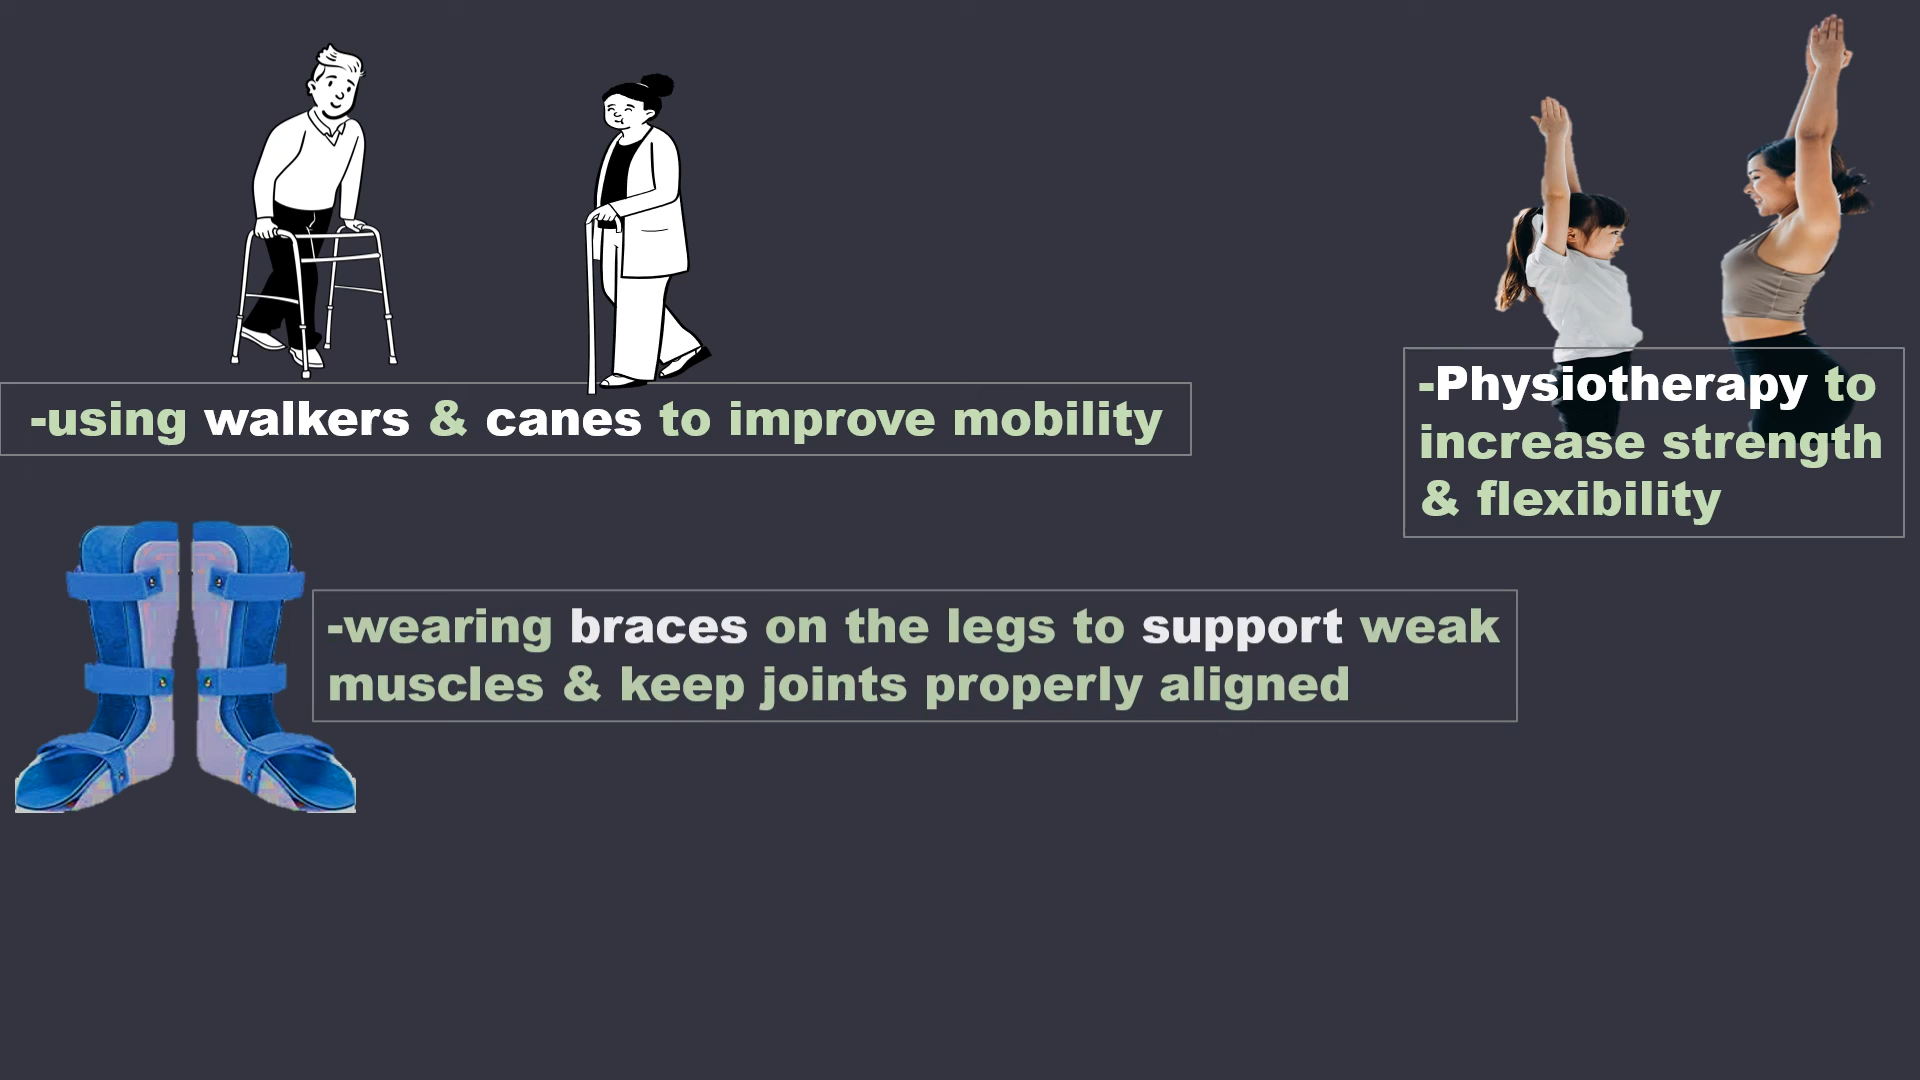 -using walkers & canes to improve mobility
-Physiotherapy to
increase strength
& flexibility
-wearing braces on the legs to support weak
muscles & keep joints properly aligned